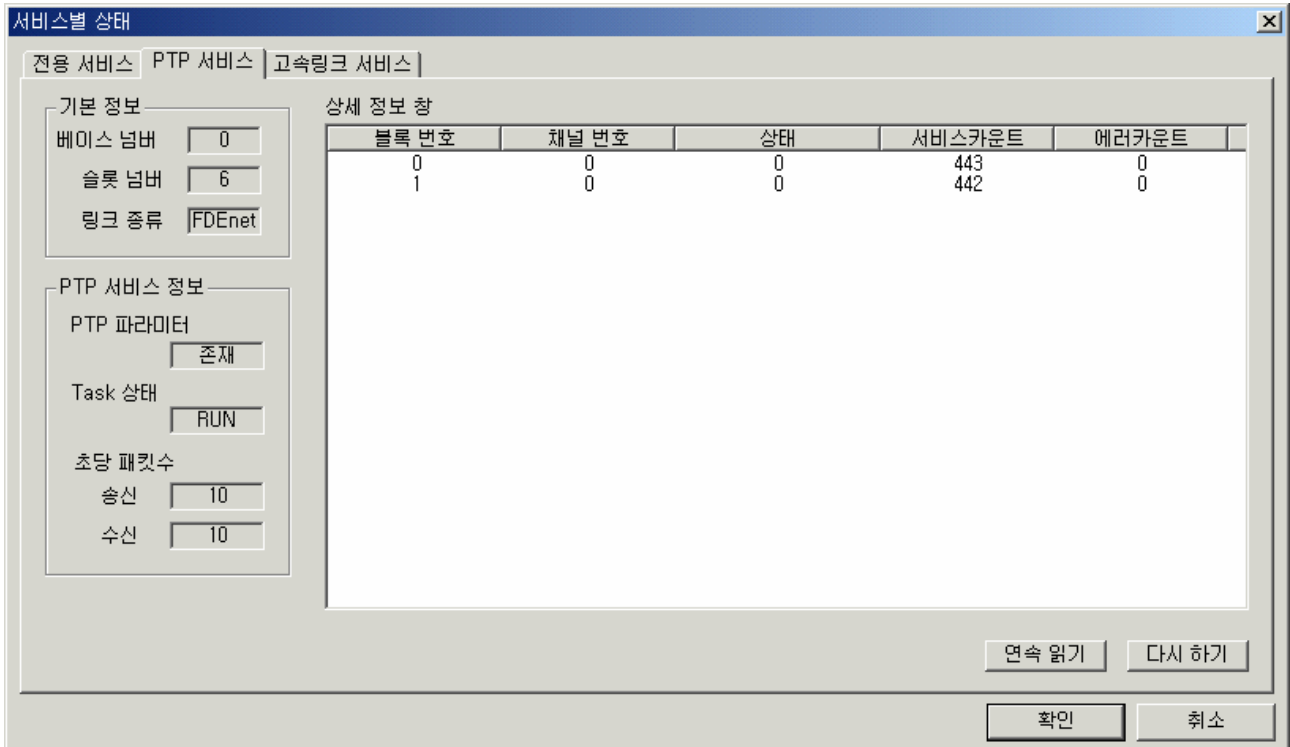 서비스별 상태
전용 서비스 PTP 서비스 고속링크 서비스
기본 정보
베이스 넘버 0
슬롯 넘버 6
링크 종류 FDEnet
PTP 서비스 정보
PTP 파라미터
존재
Task 상태
RUN
초당 패킷수
송신 10
수신 10
상세 정보 창
블록 번호 채널 번호 상태 서비스카운트 에러카운트
0 0 0 443 0
1 0 0 442 0
연속 읽기 다시 하기
확인 취소